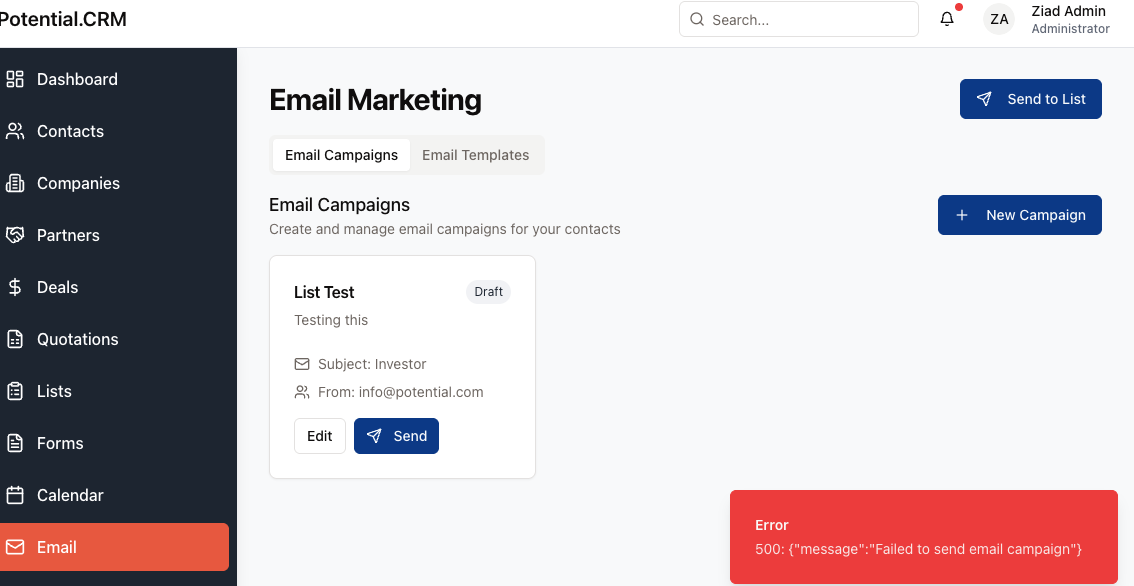 Potential.CRM
Search...
ZA
Ziad Admin
Administrator
Dashboard
Contacts
Companies
Partners
Deals
Quotations
Lists
Forms
Calendar
Email
Email Marketing
Send to List
Email Campaigns
Email Templates
Email Campaigns
Create and manage email campaigns for your contacts
New Campaign
List Test
Draft
Testing this
Subject: Investor
From: info@potential.com
Edit
Send
Error
500: {"message":"Failed to send email campaign"}